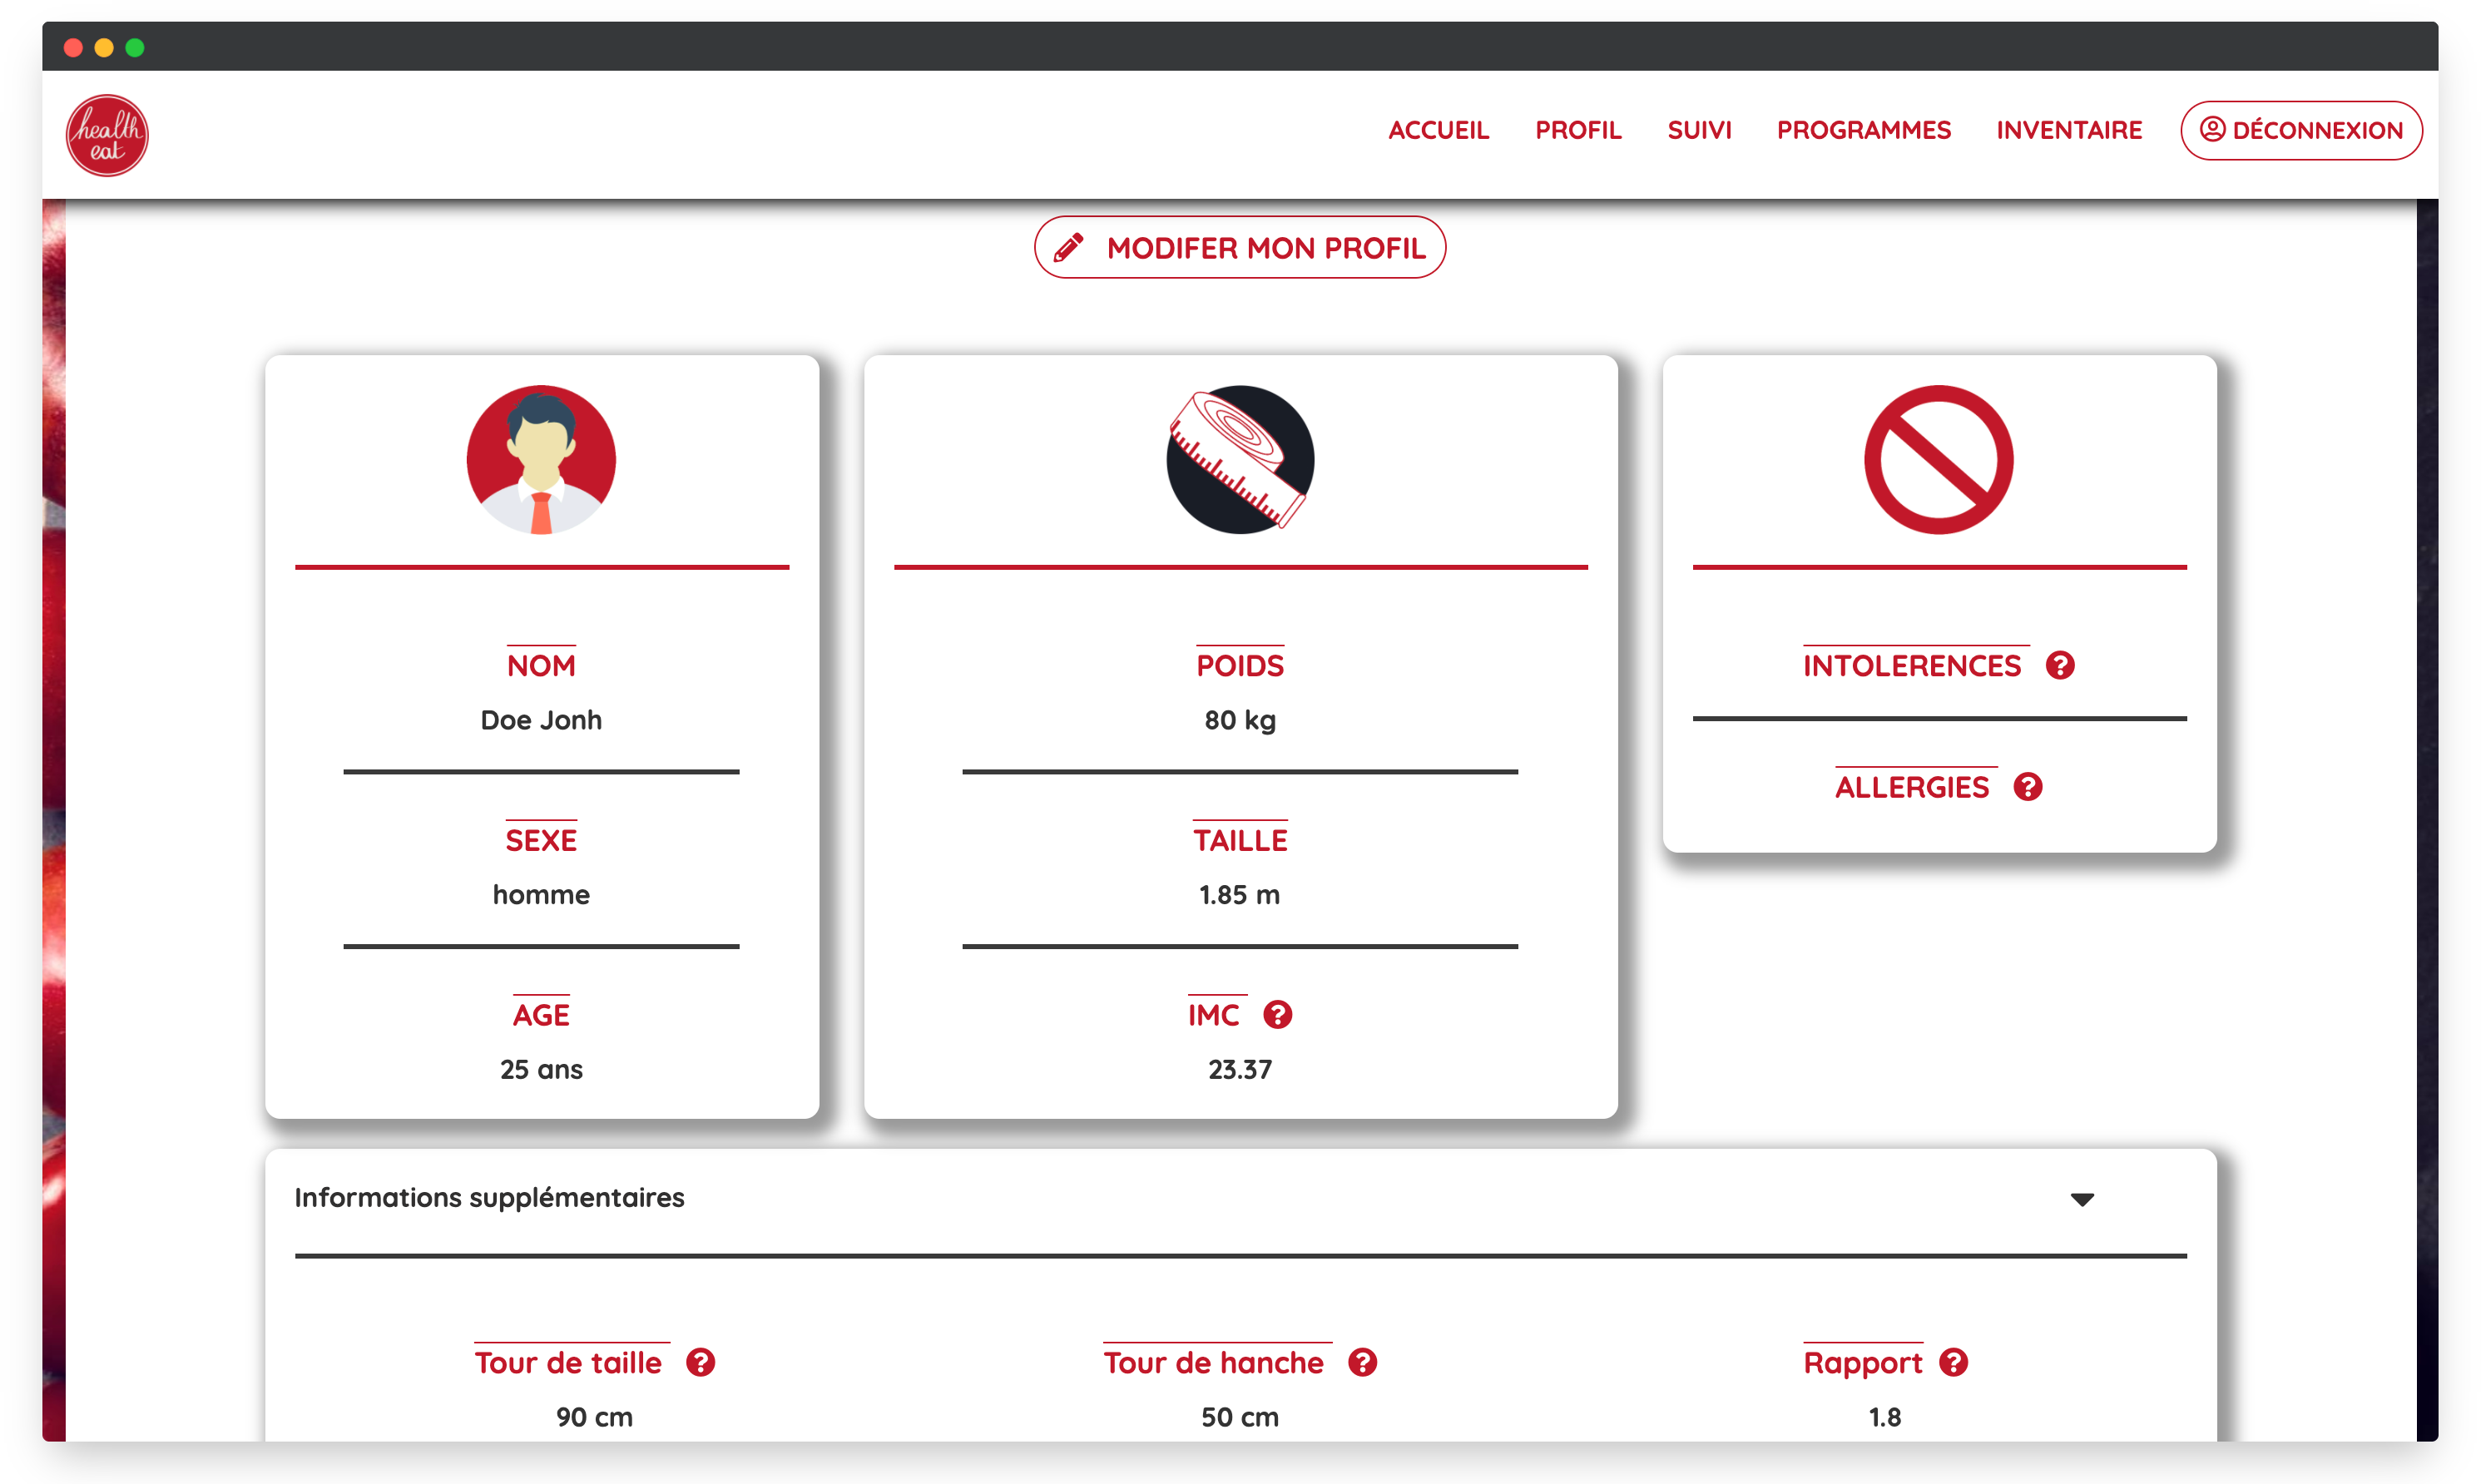 health
eat
ACCUEIL PROFIL SUIVI PROGRAMMES INVENTAIRE DÉCONNEXION
MODIFER MON PROFIL
NOM
Doe Jonh
SEXE
homme
AGE
25 ans
POIDS
80 kg
TAILLE
1.85 m
IMC ?
23.37
INTOLERENCES ?
ALLERGIES ?
Informations supplémentaires
Tour de taille ?
90 cm
Tour de hanche ?
50 cm
Rapport ?
1.8